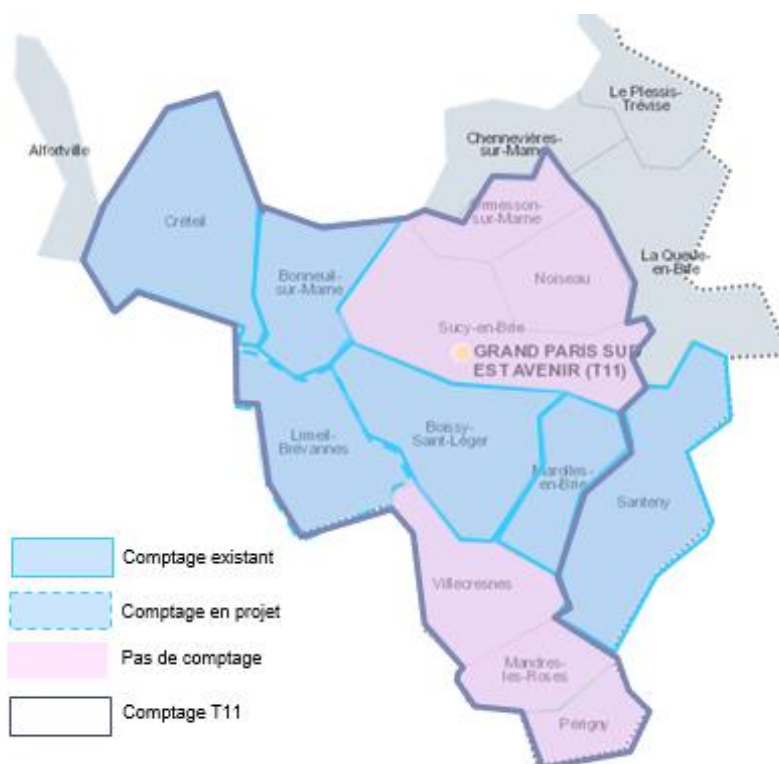 Le Plessis-
Trévise
Chennevières-
sur-Marne
Alfortville
Ormesson-
sur-Marne
Créteil
La Queue-
en-Brie
Bonneuil-
sur-Marne
Noiseau
Sucy-en-Brie
GRAND PARIS SUD
EST AVENIR (T11)
Limeil-
Brévannes
Boissy-
Saint-Léger
Marolles-
en-Brie
Santeny
Villecresnes
Mandres-
les-Roses
Périgny
Comptage existant
Comptage en projet
Pas de comptage
Comptage T11